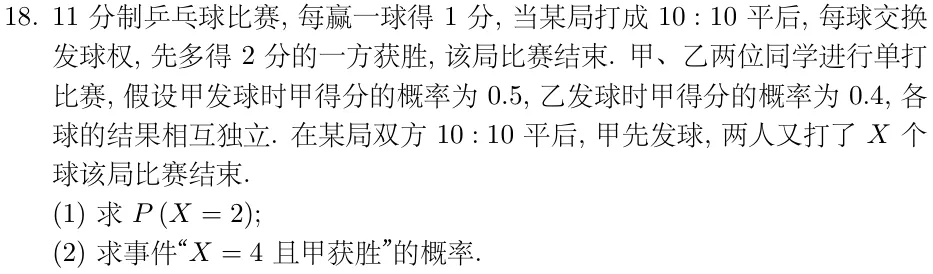 18. 11 分制乒乓球比赛, 每赢一球得 1 分, 当某局打成 10 : 10 平后, 每球交换
发球权, 先多得 2 分的一方获胜, 该局比赛结束. 甲、乙两位同学进行单打
比赛, 假设甲发球时甲得分的概率为 0.5, 乙发球时甲得分的概率为 0.4, 各
球的结果相互独立. 在某局双方 10 : 10 平后, 甲先发球, 两人又打了 X 个
球该局比赛结束.
(1) 求 P (X = 2);
(2) 求事件“X = 4 且甲获胜”的概率.